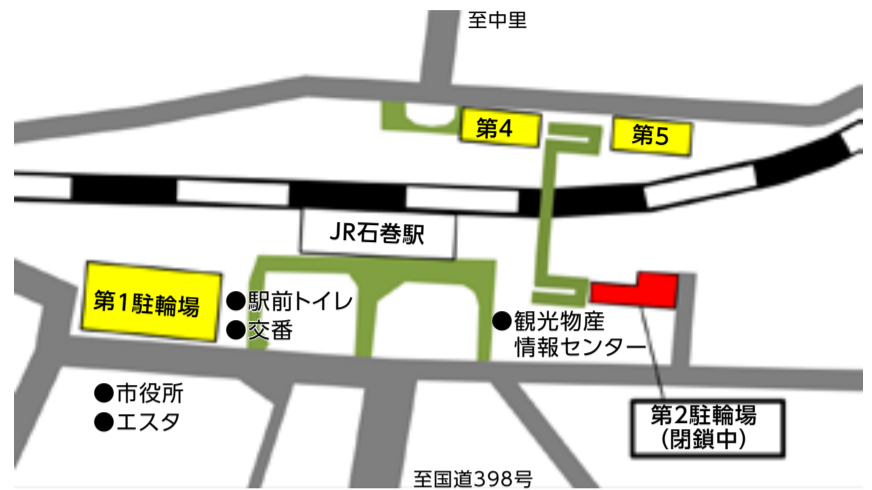 至中里
第4
第5
JR石巻駅
第1駐輪場
●駅前トイレ
●交番
●観光物産
情報センター
●市役所
●エスタ
第2駐輪場
(閉鎖中)
至国道398号